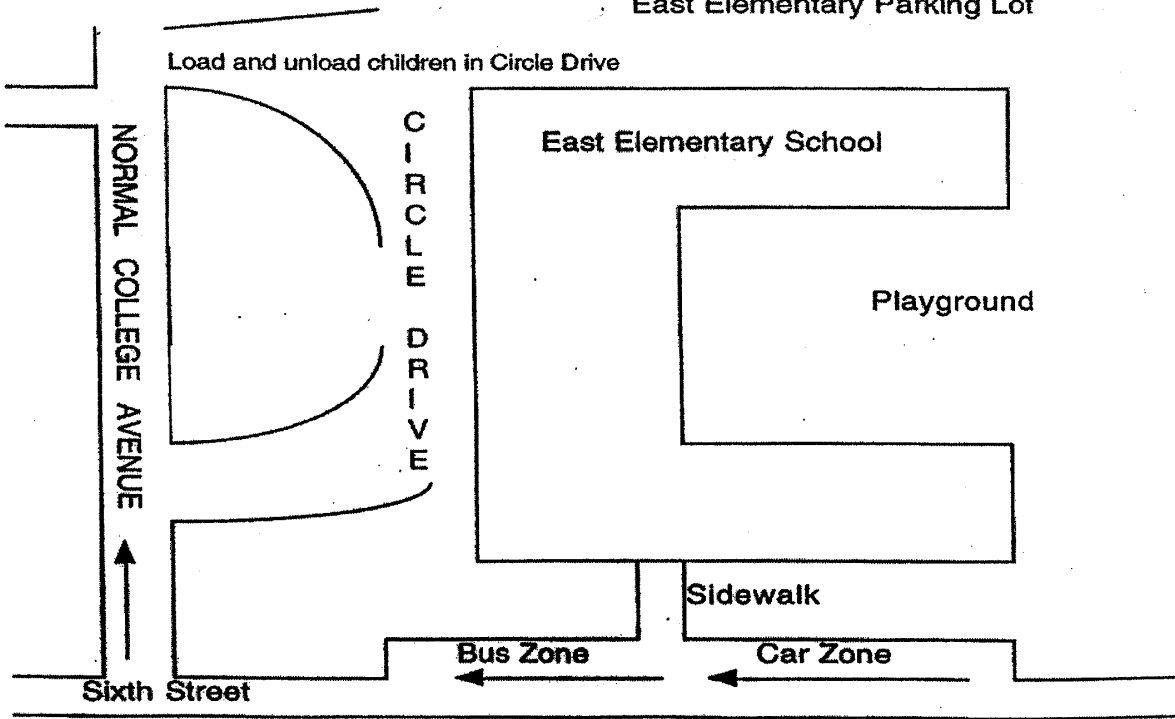 East Elementary Parking Lot
Load and unload children in Circle Drive
CIRCLE DRIVE
East Elementary School
NORMAL COLLEGE AVENUE
Playground
Sidewalk
Bus Zone
Car Zone
Sixth Street